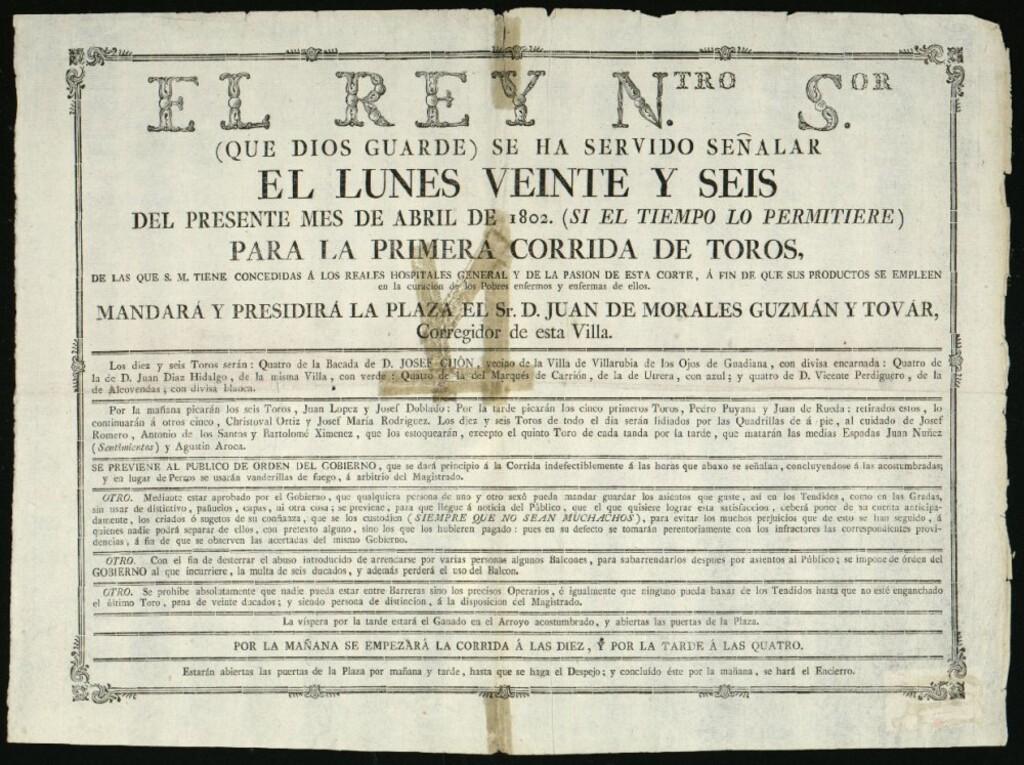 EL REY N.TRO S.OR
(QUE DIOS GUARDE) SE HA SERVIDO SEÑALAR
EL LUNES VEINTE Y SEIS
DEL PRESENTE MES DE ABRIL DE 1802. (SI EL TIEMPO LO PERMITIERE)
PARA LA PRIMERA CORRIDA DE TOROS,
DE LAS QUE S. M. TIENE CONCEDIDAS Á LOS REALES HOSPITALES GENERAL Y DE LA PASION DE ESTA CORTE, Á FIN DE QUE SUS PRODUCTOS SE EMPLEEN
en la curacion de los Pobres enfermos y enfermas de ellos.
MANDARÁ Y PRESIDIRÁ LA PLAZA EL Sr. D. JUAN DE MORALES GUZMÁN Y TOVÁR,
Corregidor de esta Villa.
Los diez y seis Toros serán: Quatro de la Bacada de D. JOSEF GIJÓN, vecino de la Villa de Villarubia de los Ojos de Guadiana, con divisa encarnada: Quatro de
la de D. Juan Diaz Hidalgo, de la misma Villa, con verde: Quatro de la del Marqués de Carrión, de la de Utrera, con azul; y quatro de D. Vicente Perdiguero, de la
de Alcovendas, con divisa blanca.
Por la mañana picarán los seis Toros, Juan Lopez y Josef Doblado: Por la tarde picarán los cinco primeros Toros, Pedro Puyana y Juan de Rueda: retirados estos, lo
continuarán á otros cinco, Christoval Ortiz y Josef María Rodriguez. Los diez y seis Toros de todo el dia serán lidiados por las Quadrillas de á pie, al cuidado de Josef
Romero, Antonio de los Santos y Bartolomé Ximenez, que los estoquearán, excepto el quinto Toro de cada tanda por la tarde, que matarán las medias Espadas Juan Nuñez
(Sentimientos) y Agustin Aroca.
SE PREVIENE AL PUBLICO DE ORDEN DEL GOBIERNO, que se dará principio á la Corrida indefectiblemente á las horas que abaxo se señalan, concluyendose á las acostumbradas;
y en lugar de Perros se usarán vanderillas de fuego, á arbitrio del Magistrado.
OTRO. Mediante estar aprobado por el Gobierno, que qualquiera persona de uno y otro sexô pueda mandar guardar los asientos que guste, asi en los Tendidos, como en las Gradas,
sin usar de distictivo, pañuelos, capas, ni otra cosa; se previene, para que llegue á noticia del Público, que el que quisiere lograr esta satisfaccion, deberá poner de su cuenta anticipa-
damente, los criados ó sugetos de su confianza, que se los custodien (SIEMPRE QUE NO SEAN MUCHACHOS), para evitar los muchos perjuicios que de esto se han seguido, á
quienes nadie podrá separar de ellos, con pretexto alguno, sino los que los hubieren pagado: pues en su defecto se tomarán perentoriamente con los infractores las correspondientes provi-
dencias, á fin de que se observen las acertadas del mismo Gobierno.
OTRO. Con el fin de desterrar el abuso introducido de arrendarse por varias personas algunos Balcones, para subarrendarlos despues por asientos al Público; se impone de órden del
GOBIERNO al que incurriere, la multa de seis ducados, y además perderá el uso del Balcon.
OTRO. Se prohibe absolutamente que nadie pueda estar entre Barreras sino los precisos Operarios, é igualmente que ninguno pueda baxar de los Tendidos hasta que no esté enganchado
el último Toro, pena de veinte ducados; y siendo persona de distincion, á la disposicion del Magistrado.
La víspera por la tarde estará el Ganado en el Arroyo acostumbrado, y abiertas las puertas de la Plaza.
POR LA MAÑANA SE EMPEZARÁ LA CORRIDA Á LAS DIEZ, Y POR LA TARDE Á LAS QUATRO.
Estarán abiertas las puertas de la Plaza por mañana y tarde, hasta que se haga el Despejo; y concluido éste por la mañana, se hará el Encierro.